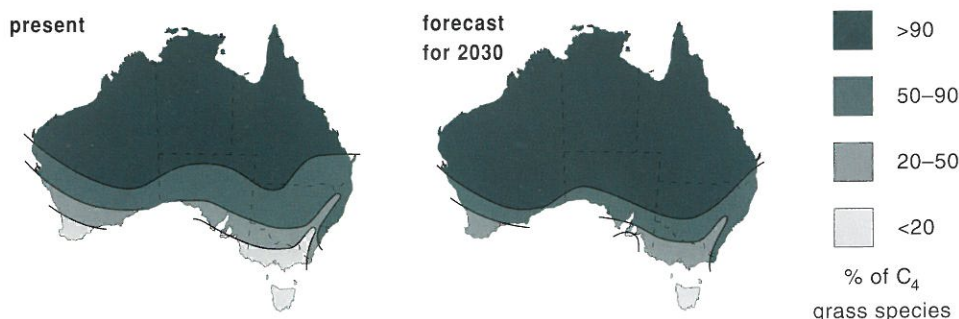 present
forecast
for 2030
>90
50–90
20–50
<20
% of C₄
grass species